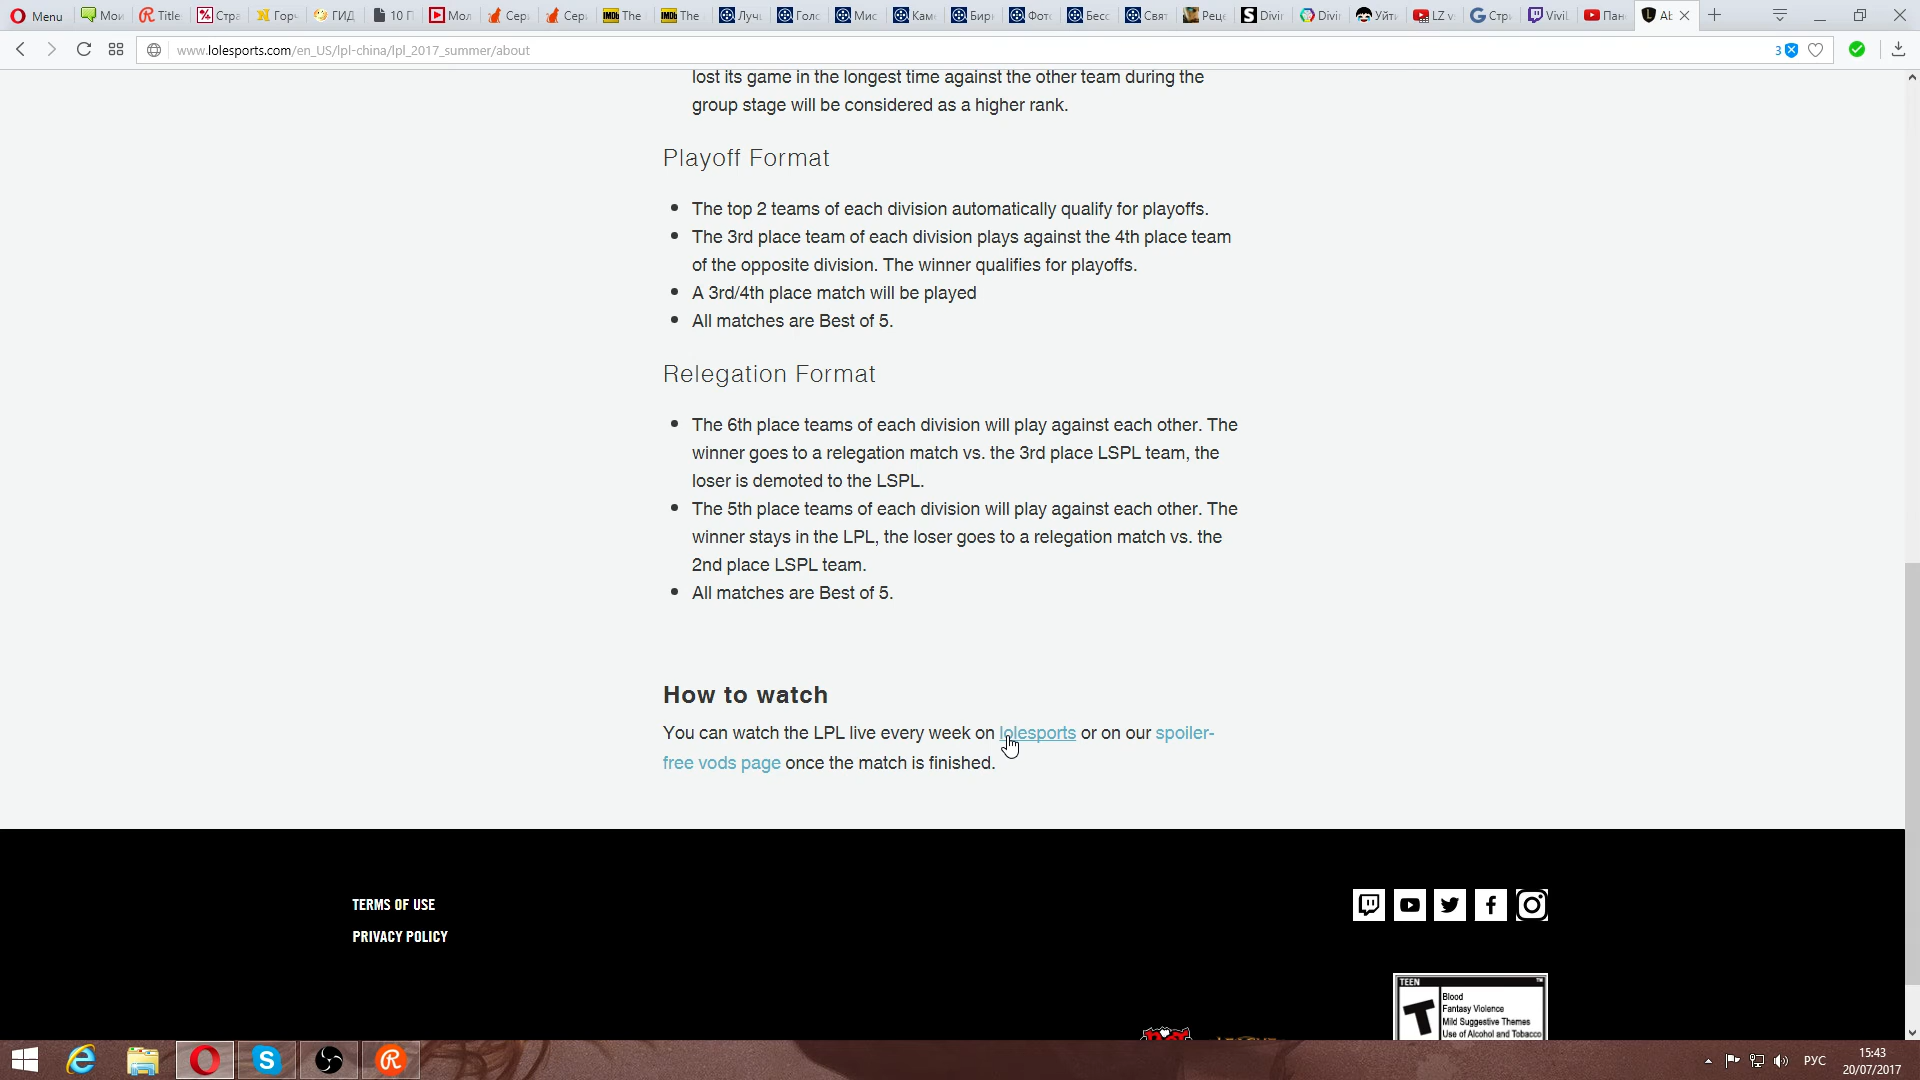 Menu
Мои
Title
Стра
Гор
ГИД
10 Г
Мол
Сери
Сери
The
The
Луч
Голо
Мис
Кам
Бир
Фото
Бесс
Свят
Реце
Divin
Divi
Уйти
LZ v
Стр
Vivil
Пан
Ab
www.lolesports.com/en_US/lpl-china/lpl_2017_summer/about
3
lost its game in the longest time against the other team during the
group stage will be considered as a higher rank.
Playoff Format
The top 2 teams of each division automatically qualify for playoffs.
The 3rd place team of each division plays against the 4th place team
of the opposite division. The winner qualifies for playoffs.
A 3rd/4th place match will be played
All matches are Best of 5.
Relegation Format
The 6th place teams of each division will play against each other. The
winner goes to a relegation match vs. the 3rd place LSPL team, the
loser is demoted to the LSPL.
The 5th place teams of each division will play against each other. The
winner stays in the LPL, the loser goes to a relegation match vs. the
2nd place LSPL team.
All matches are Best of 5.
How to watch
You can watch the LPL live every week on lolesports or on our spoiler-
free vods page once the match is finished.
TERMS OF USE
PRIVACY POLICY
TEEN
T
Blood
Fantasy Violence
Mild Suggestive Themes
Use of Alcohol and Tobacco
РУС
15:43
20/07/2017